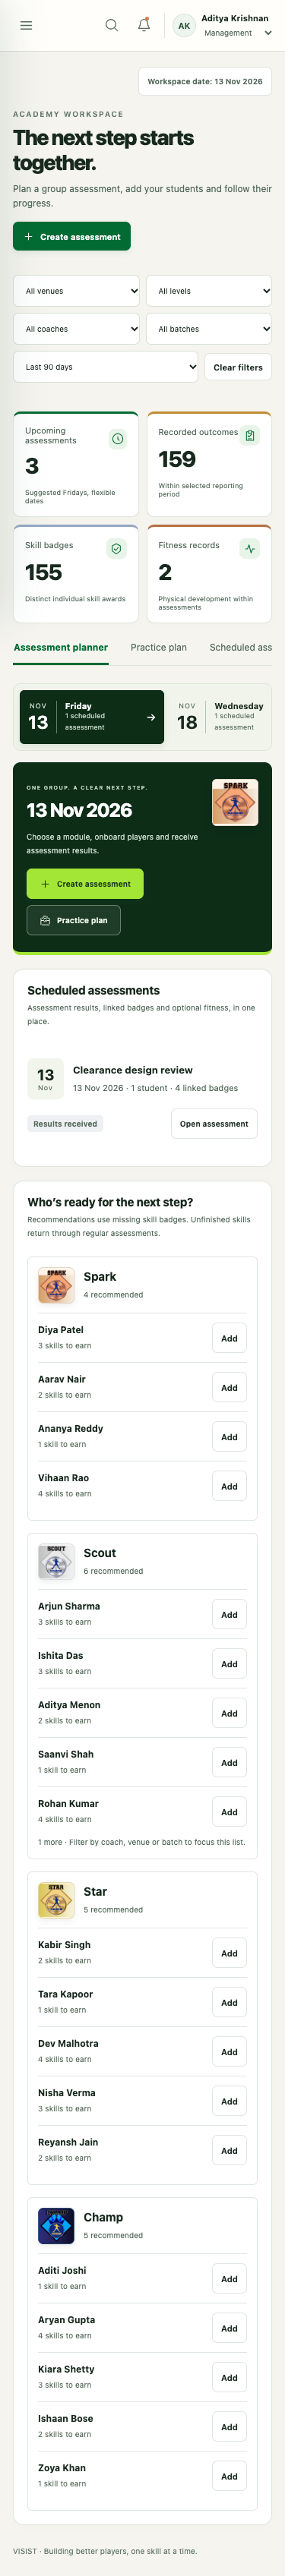 AK
Adithya Krishnan
Management
Workspace date: 13 Nov 2026
ACADEMY WORKSPACE
The next step starts
together.
Plan a group assessment, add your students and follow their
progress.
Create assessment
All venues
All levels
All coaches
All batches
Last 90 days
Clear filters
Upcoming
assessments
3
Suggested Fridays, flexible
dates
Recorded outcomes
159
Within selected reporting
period
Skill badges
155
Distinct individual skill awards
Fitness records
2
Physical development within
assessments
Assessment planner
Practice plan
Scheduled ass
NOV
13
Friday
1 scheduled
assessment
NOV
18
Wednesday
1 scheduled
assessment
ONE GROUP. A CLEAR NEXT STEP.
13 Nov 2026
SPARK
Choose a module, onboard players and receive
assessment results.
Create assessment
Practice plan
Scheduled assessments
Assessment results, linked badges and optional fitness, in one
place.
13
Nov
Clearance design review
13 Nov 2026 · 1 student · 4 linked badges
Results received
Open assessment
Who's ready for the next step?
Recommendations use missing skill badges. Unfinished skills
return through regular assessments.
SPARK
Spark
4 recommended
Diya Patel
3 skills to earn
Add
Aarav Nair
2 skills to earn
Add
Ananya Reddy
1 skill to earn
Add
Vihaan Rao
4 skills to earn
Add
SCOUT
Scout
6 recommended
Arjun Sharma
3 skills to earn
Add
Ishita Das
3 skills to earn
Add
Aditya Menon
2 skills to earn
Add
Saanvi Shah
1 skill to earn
Add
Rohan Kumar
4 skills to earn
Add
1 more · Filter by coach, venue or batch to focus this list.
STAR
Star
5 recommended
Kabir Singh
2 skills to earn
Add
Tara Kapoor
1 skill to earn
Add
Dev Malhotra
4 skills to earn
Add
Nisha Verma
3 skills to earn
Add
Reyansh Jain
2 skills to earn
Add
Champ
5 recommended
Aditi Joshi
1 skill to earn
Add
Aryan Gupta
4 skills to earn
Add
Kiara Shetty
3 skills to earn
Add
Ishaan Bose
2 skills to earn
Add
Zoya Khan
1 skill to earn
Add
VISIST · Building better players, one skill at a time.